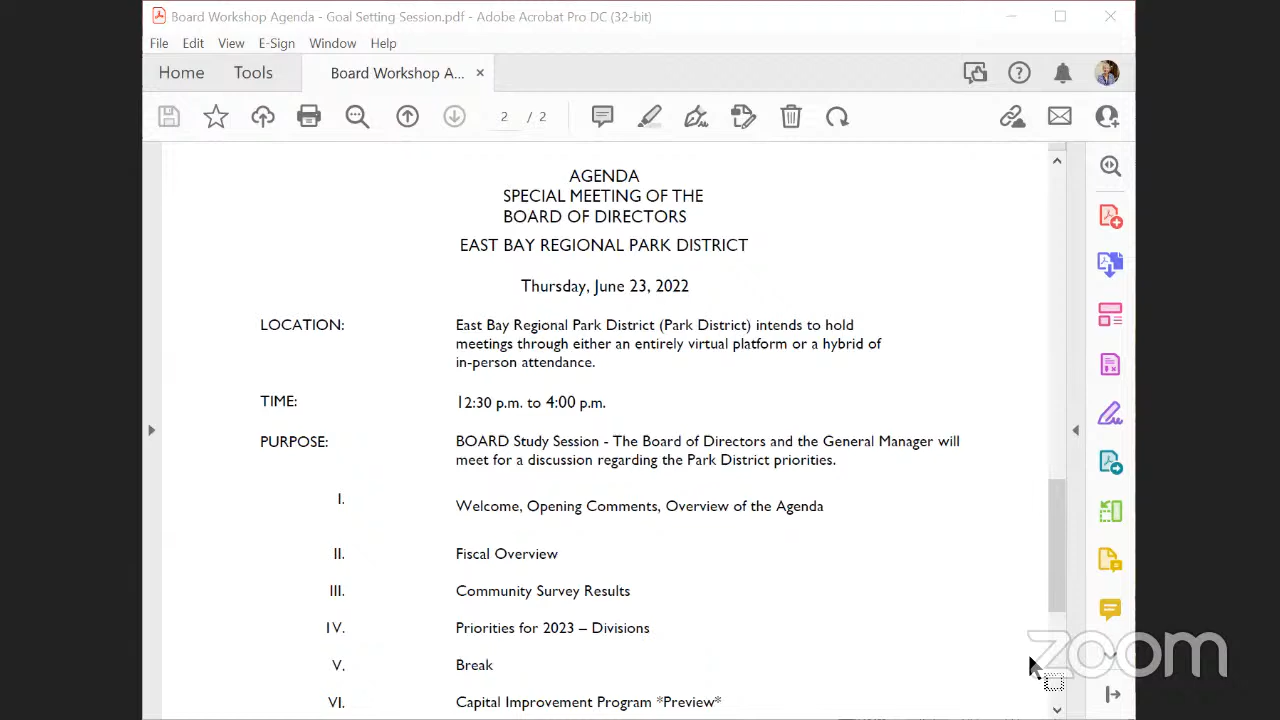 Board Workshop Agenda - Goal Setting Session.pdf - Adobe Acrobat Pro DC (32-bit)
File Edit View E-Sign Window Help
Home Tools Board Workshop A... ×
2 / 2
AGENDA
SPECIAL MEETING OF THE
BOARD OF DIRECTORS
EAST BAY REGIONAL PARK DISTRICT
Thursday, June 23, 2022
LOCATION: East Bay Regional Park District (Park District) intends to hold
meetings through either an entirely virtual platform or a hybrid of
in-person attendance.
TIME: 12:30 p.m. to 4:00 p.m.
PURPOSE: BOARD Study Session - The Board of Directors and the General Manager will
meet for a discussion regarding the Park District priorities.
I. Welcome, Opening Comments, Overview of the Agenda
II. Fiscal Overview
III. Community Survey Results
IV. Priorities for 2023 – Divisions
V. Break
VI. Capital Improvement Program *Preview*
zoom